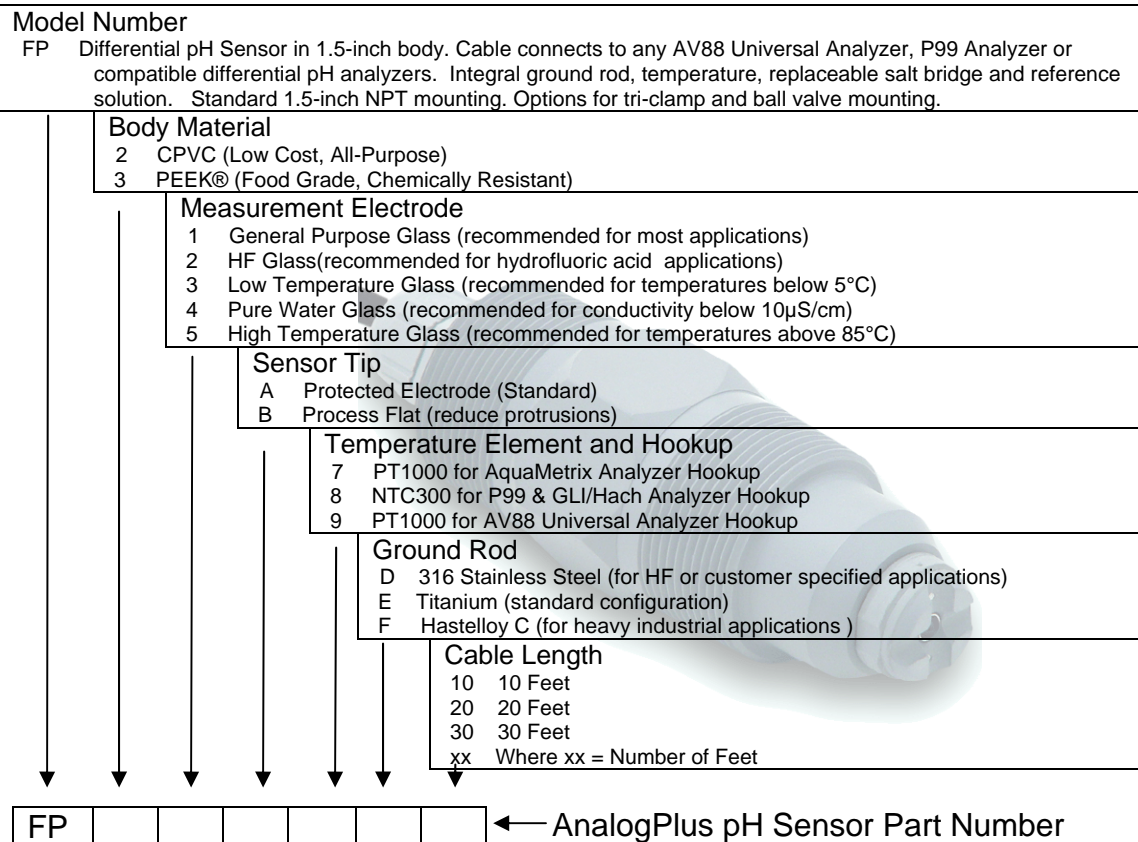 Model Number
FP Differential pH Sensor in 1.5-inch body. Cable connects to any AV88 Universal Analyzer, P99 Analyzer or
compatible differential pH analyzers. Integral ground rod, temperature, replaceable salt bridge and reference
solution. Standard 1.5-inch NPT mounting. Options for tri-clamp and ball valve mounting.
Body Material
2 CPVC (Low Cost, All-Purpose)
3 PEEK® (Food Grade, Chemically Resistant)
Measurement Electrode
1 General Purpose Glass (recommended for most applications)
2 HF Glass(recommended for hydrofluoric acid applications)
3 Low Temperature Glass (recommended for temperatures below 5°C)
4 Pure Water Glass (recommended for conductivity below 10µS/cm)
5 High Temperature Glass (recommended for temperatures above 85°C)
Sensor Tip
A Protected Electrode (Standard)
B Process Flat (reduce protrusions)
Temperature Element and Hookup
7 PT1000 for AquaMetrix Analyzer Hookup
8 NTC300 for P99 & GLI/Hach Analyzer Hookup
9 PT1000 for AV88 Universal Analyzer Hookup
Ground Rod
D 316 Stainless Steel (for HF or customer specified applications)
E Titanium (standard configuration)
F Hastelloy C (for heavy industrial applications )
Cable Length
10 10 Feet
20 20 Feet
30 30 Feet
xx Where xx = Number of Feet
FP AnalogPlus pH Sensor Part Number